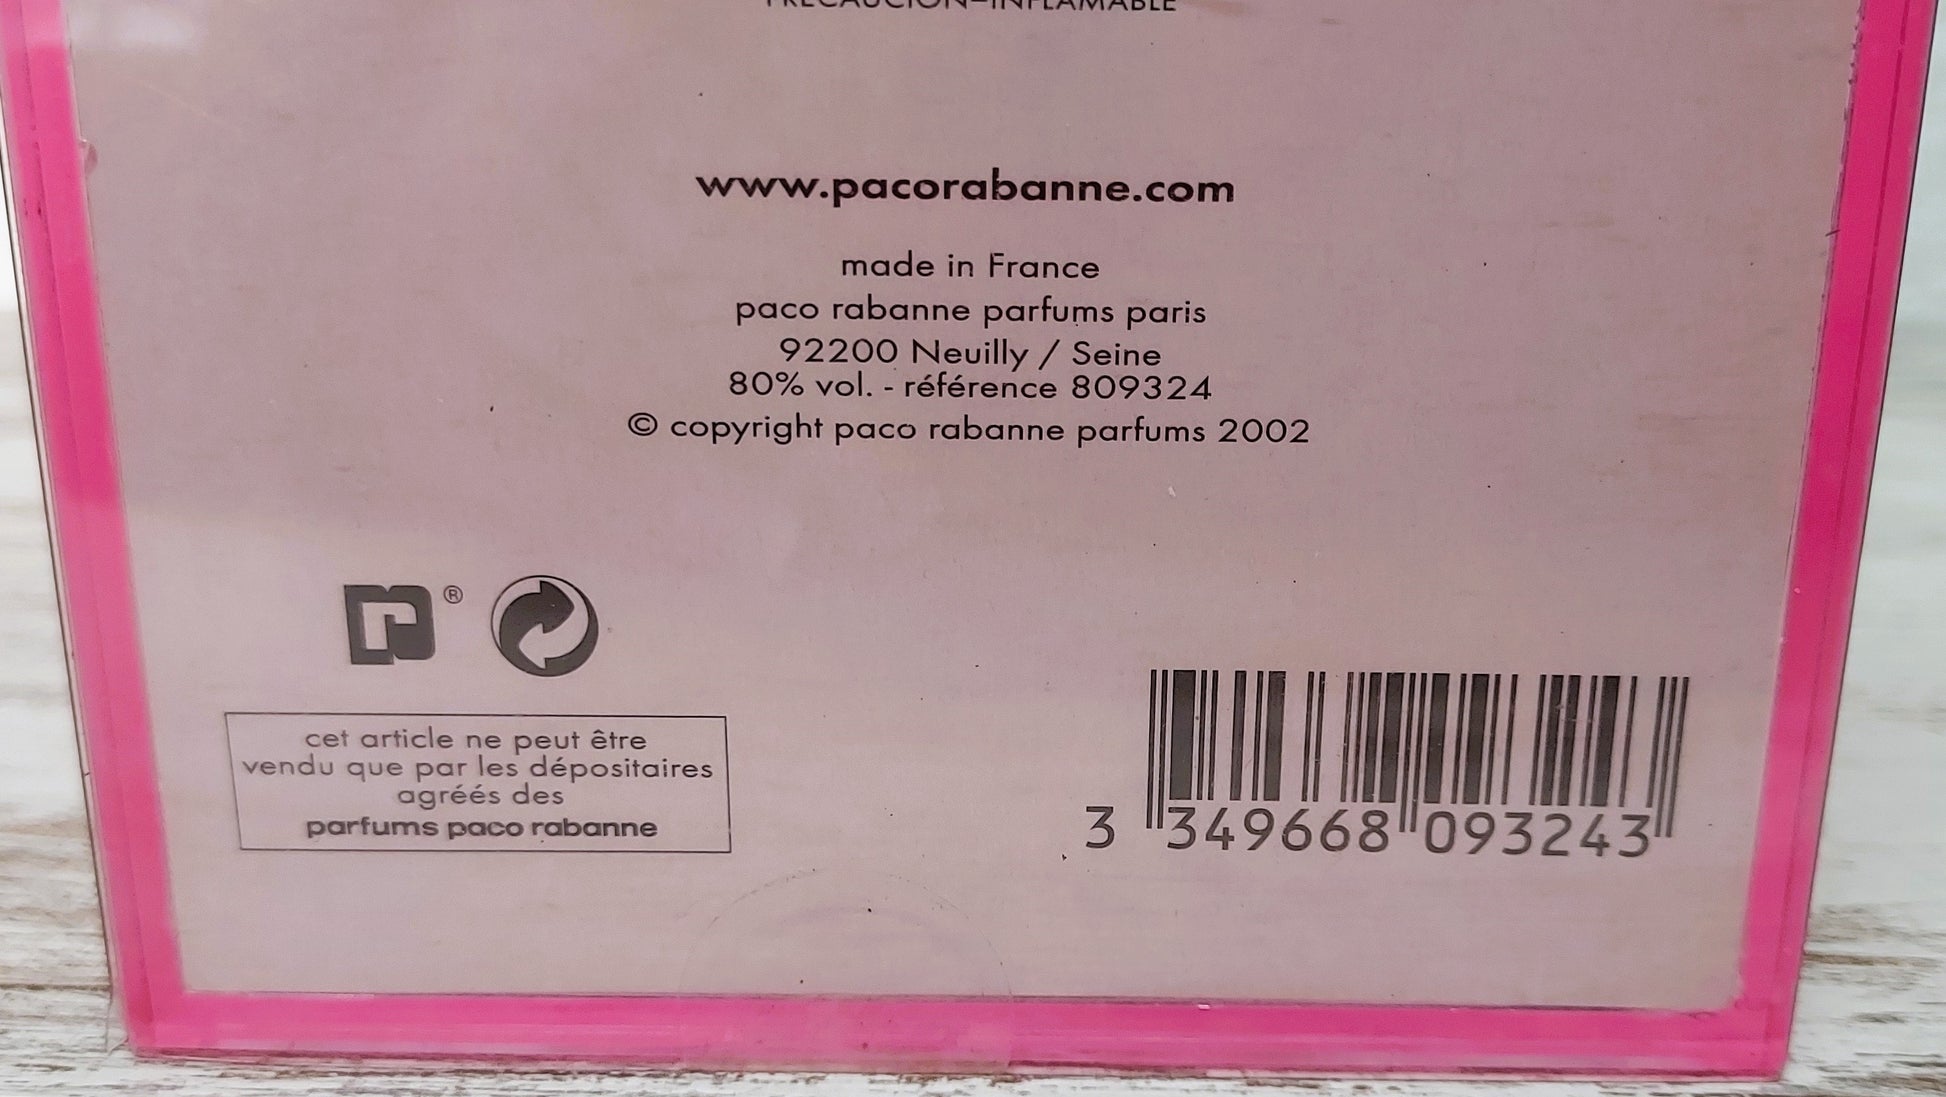 PRECAUCION–INFLAMABLE
www.pacorabanne.com
made in France
paco rabanne parfums paris
92200 Neuilly / Seine
80% vol. - référence 809324
© copyright paco rabanne parfums 2002
®
cet article ne peut être
vendu que par les dépositaires
agréés des
parfums paco rabanne
3 349668 093243